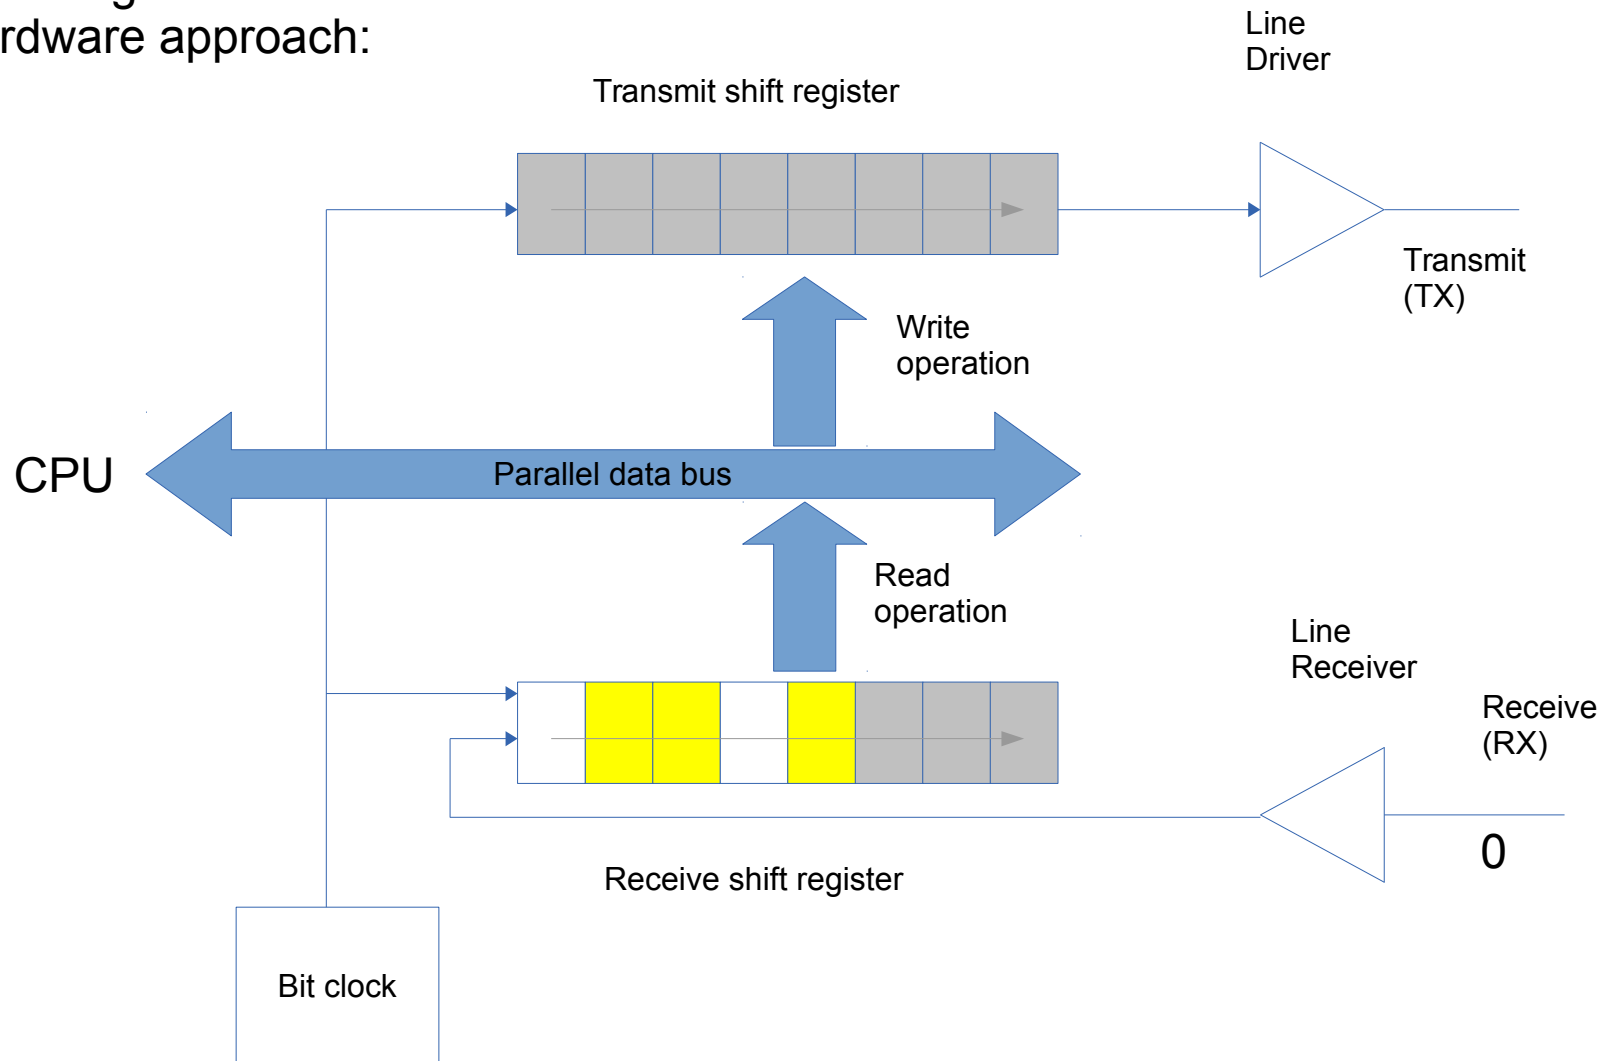 rdware approach:
Line
Driver
Transmit shift register
Transmit
(TX)
Write
operation
CPU
Parallel data bus
Read
operation
Line
Receiver
Receive
(RX)
0
Receive shift register
Bit clock